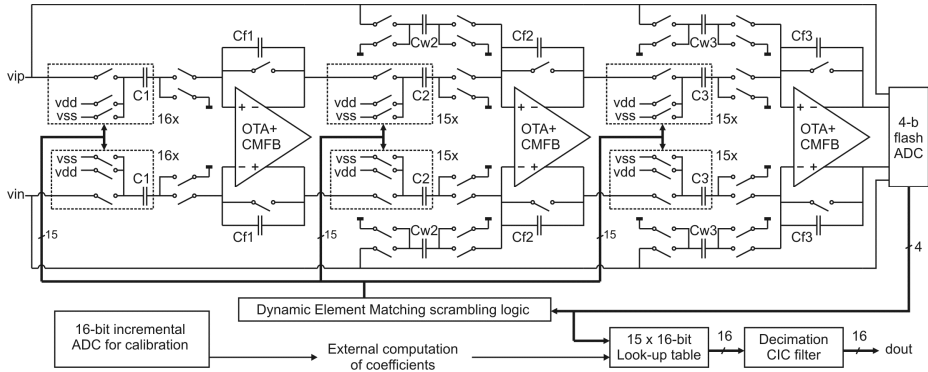 Cf1
Cw2
Cf2
Cw3
Cf3
vip
C1
vdd
vss
16x
OTA+
CMFB
C2
vdd
vss
15x
OTA+
CMFB
C3
vdd
vss
15x
OTA+
CMFB
4-b
flash
ADC
vss
vdd
C1
16x
vss
vdd
C2
15x
vss
vdd
C3
15x
vin
15
Cf1
15
Cw2
Cf2
15
Cw3
Cf3
4
Dynamic Element Matching scrambling logic
16-bit incremental
ADC for calibration
External computation
of coefficients
15 x 16-bit
Look-up table
16
Decimation
CIC filter
16
dout